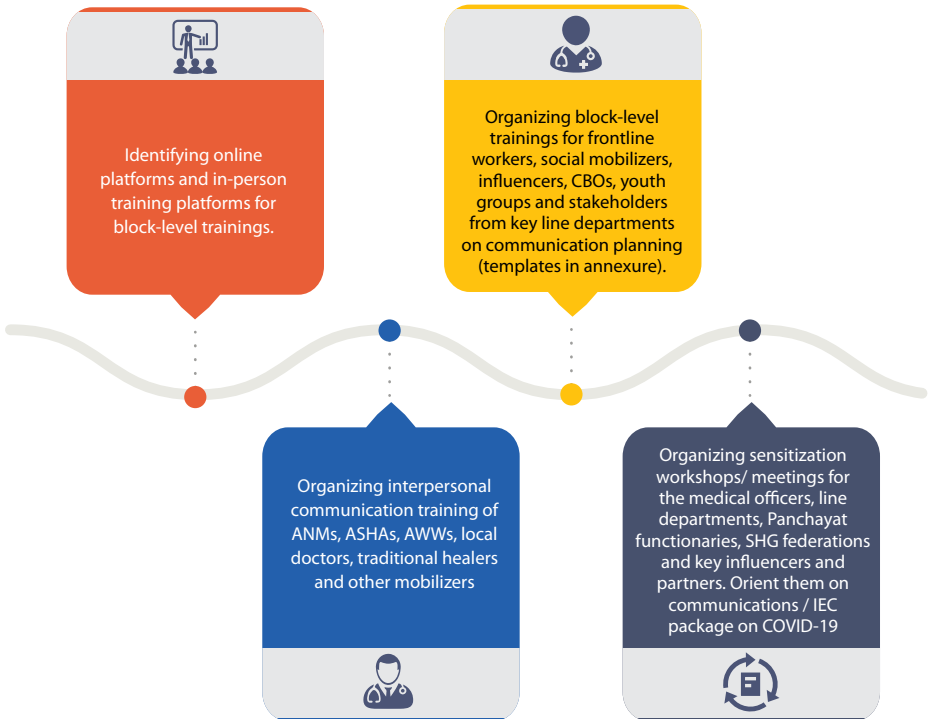 Identifying online
platforms and in-person
training platforms for
block-level trainings.
Organizing interpersonal
communication training of
ANMs, ASHAs, AWWs, local
doctors, traditional healers
and other mobilizers
Organizing block-level
trainings for frontline
workers, social mobilizers,
influencers, CBOs, youth
groups and stakeholders
from key line departments
on communication planning
(templates in annexure).
Organizing sensitization
workshops/ meetings for
the medical officers, line
departments, Panchayat
functionaries, SHG federations
and key influencers and
partners. Orient them on
communications / IEC
package on COVID-19